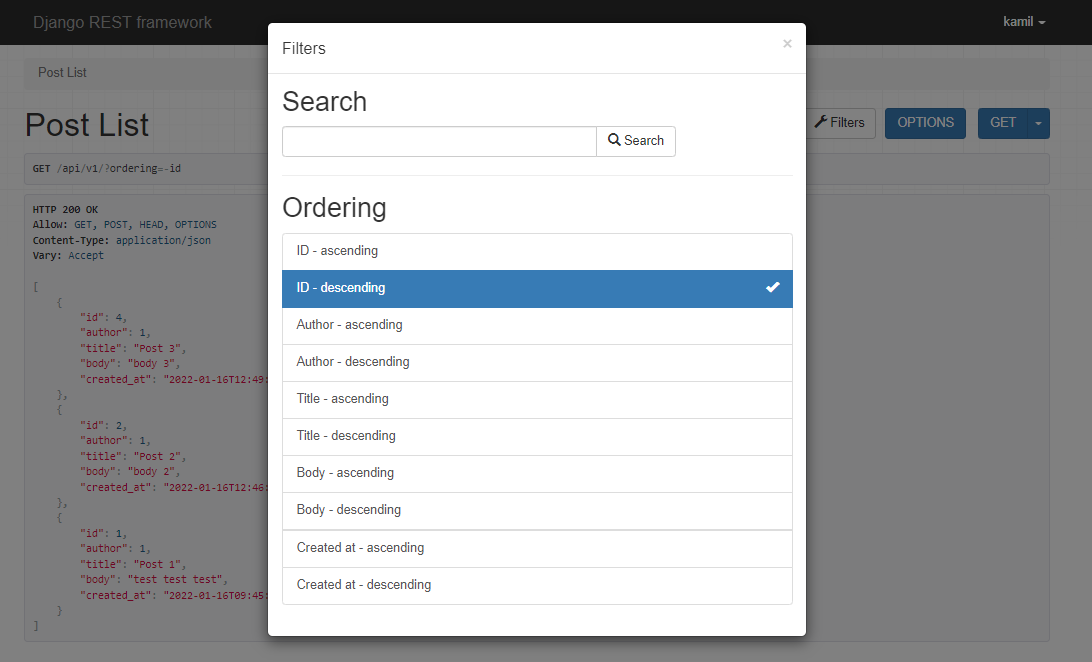 Django REST framework
kamil
Post List
Post List
Filters
OPTIONS
GET
GET /api/v1/?ordering=-id
HTTP 200 OK
Allow: GET, POST, HEAD, OPTIONS
Content-Type: application/json
Vary: Accept
[
{
"id": 4,
"author": 1,
"title": "Post 3",
"body": "body 3",
"created_at": "2022-01-16T12:49:
},
{
"id": 2,
"author": 1,
"title": "Post 2",
"body": "body 2",
"created_at": "2022-01-16T12:46:
},
{
"id": 1,
"author": 1,
"title": "Post 1",
"body": "test test test",
"created_at": "2022-01-16T09:45:
}
]
Filters
×
Search
Search
Ordering
ID - ascending
ID - descending
Author - ascending
Author - descending
Title - ascending
Title - descending
Body - ascending
Body - descending
Created at - ascending
Created at - descending